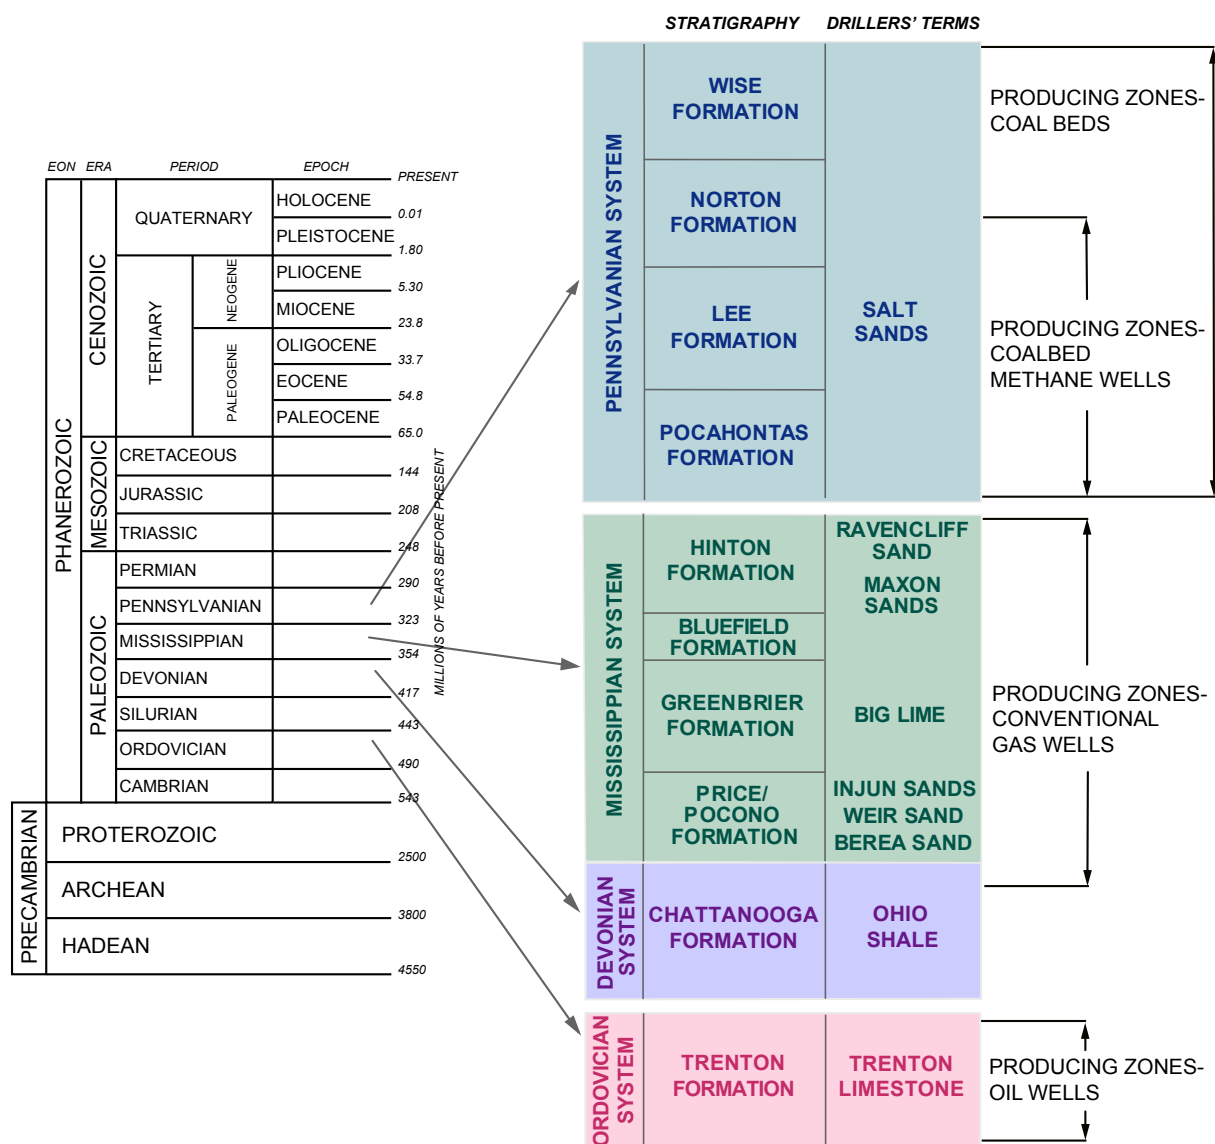 STRATIGRAPHY
DRILLERS' TERMS
EON
ERA
PERIOD
EPOCH
PRESENT
PHANEROZOIC
CENOZOIC
QUATERNARY
HOLOCENE
0.01
PLEISTOCENE
1.80
TERTIARY
NEOGENE
PLIOCENE
5.30
MIOCENE
23.8
PALEOGENE
OLIGOCENE
33.7
EOCENE
54.8
PALEOCENE
65.0
MESOZOIC
CRETACEOUS
144
JURASSIC
208
TRIASSIC
248
PALEOZOIC
PERMIAN
290
PENNSYLVANIAN
323
MISSISSIPPIAN
354
DEVONIAN
417
SILURIAN
443
ORDOVICIAN
490
CAMBRIAN
543
PRECAMBRIAN
PROTEROZOIC
2500
ARCHEAN
3800
HADEAN
4550
MILLIONS OF YEARS BEFORE PRESENT
PENNSYLVANIAN SYSTEM
WISE
FORMATION
NORTON
FORMATION
LEE
FORMATION
POCAHONTAS
FORMATION
SALT
SANDS
PRODUCING ZONES-
COAL BEDS
PRODUCING ZONES-
COALBED
METHANE WELLS
MISSISSIPPIAN SYSTEM
HINTON
FORMATION
BLUEFIELD
FORMATION
GREENBRIER
FORMATION
PRICE/
POCONO
FORMATION
RAVENCLIFF
SAND
MAXON
SANDS
BIG LIME
INJUN SANDS
WEIR SAND
BEREA SAND
PRODUCING ZONES-
CONVENTIONAL
GAS WELLS
DEVONIAN
SYSTEM
CHATTANOOGA
FORMATION
OHIO
SHALE
ORDOVICIAN
SYSTEM
TRENTON
FORMATION
TRENTON
LIMESTONE
PRODUCING ZONES-
OIL WELLS